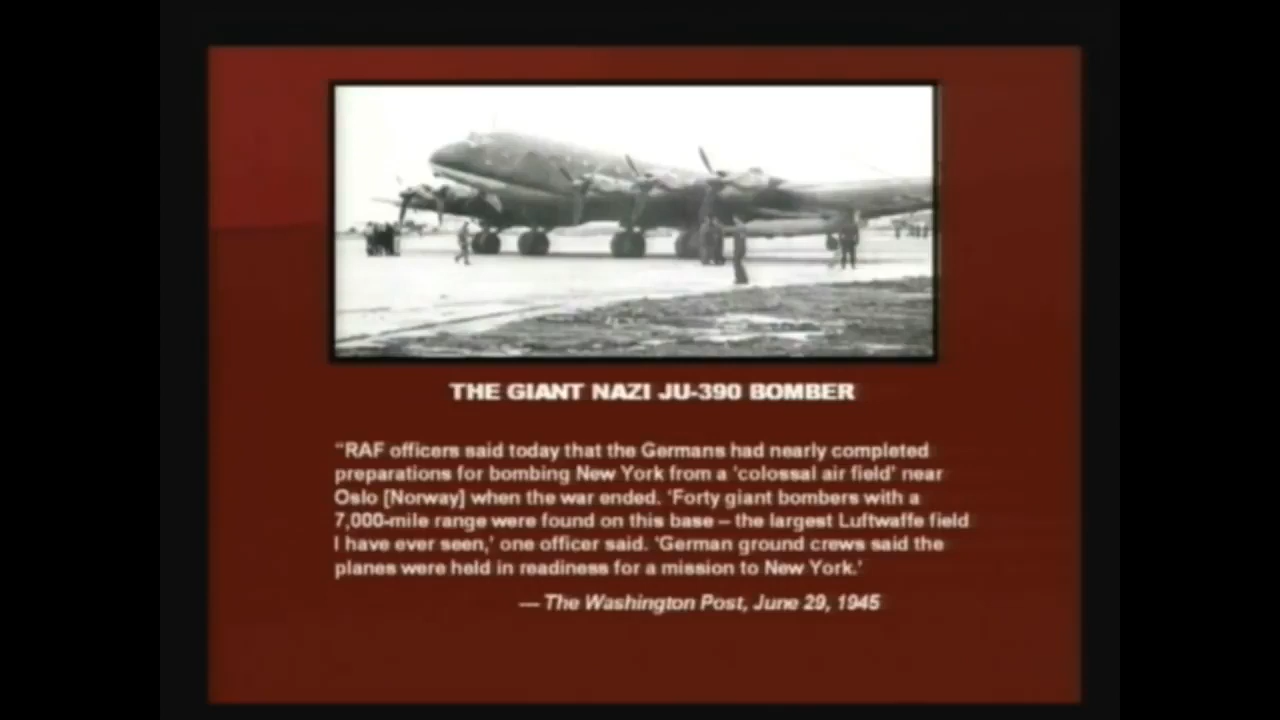 THE GIANT NAZI JU-390 BOMBER
“RAF officers said today that the Germans had nearly completed
preparations for bombing New York from a ‘colossal air field’ near
Oslo [Norway] when the war ended. ‘Forty giant bombers with a
7,000-mile range were found on this base – the largest Luftwaffe field
I have ever seen,’ one officer said. ‘German ground crews said the
planes were held in readiness for a mission to New York.’
— The Washington Post, June 29, 1945